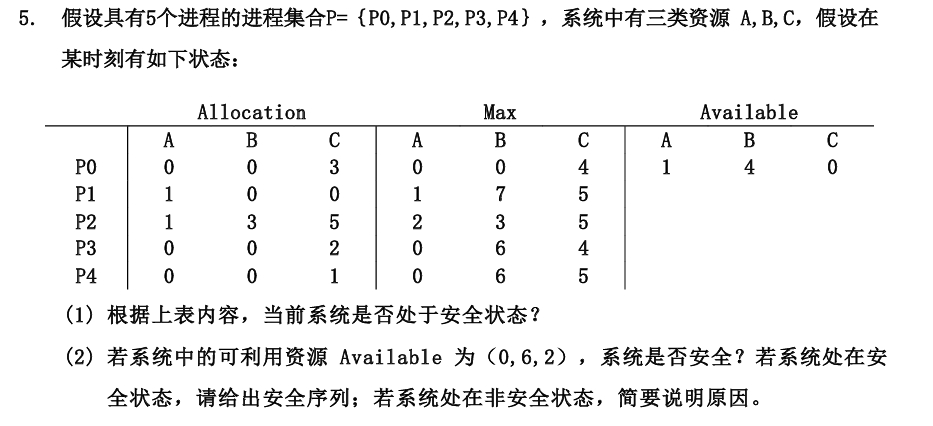 5. 假设具有5个进程的进程集合P={P0,P1,P2,P3,P4}，系统中有三类资源 A,B,C，假设在
某时刻有如下状态：
Allocation Max Available
A B C A B C A B C
P0 0 0 3 0 0 4 1 4 0
P1 1 0 0 1 7 5
P2 1 3 5 2 3 5
P3 0 0 2 0 6 4
P4 0 0 1 0 6 5
(1) 根据上表内容，当前系统是否处于安全状态？
(2) 若系统中的可利用资源 Available 为（0,6,2），系统是否安全？若系统处在安
全状态，请给出安全序列；若系统处在非安全状态，简要说明原因。